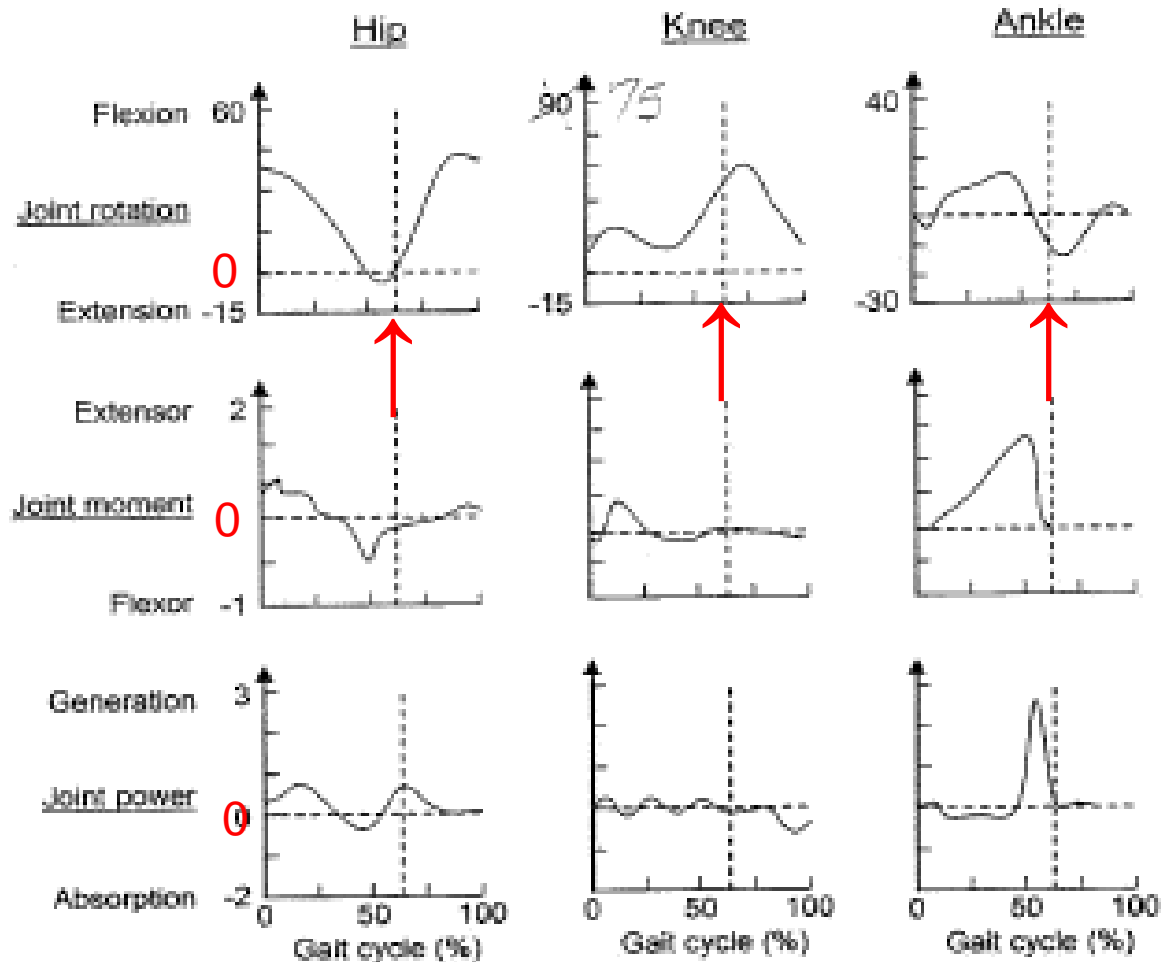 Hip Knee Ankle
Flexion 60 90 75 40
Joint rotation
0
Extension -15 -15 -30
Extensor 2
Joint moment 0
Flexor -1
Generation 3
Joint power 0
Absorption -2
0 50 100 0 50 100 0 50 100
Gait cycle (%) Gait cycle (%) Gait cycle (%)